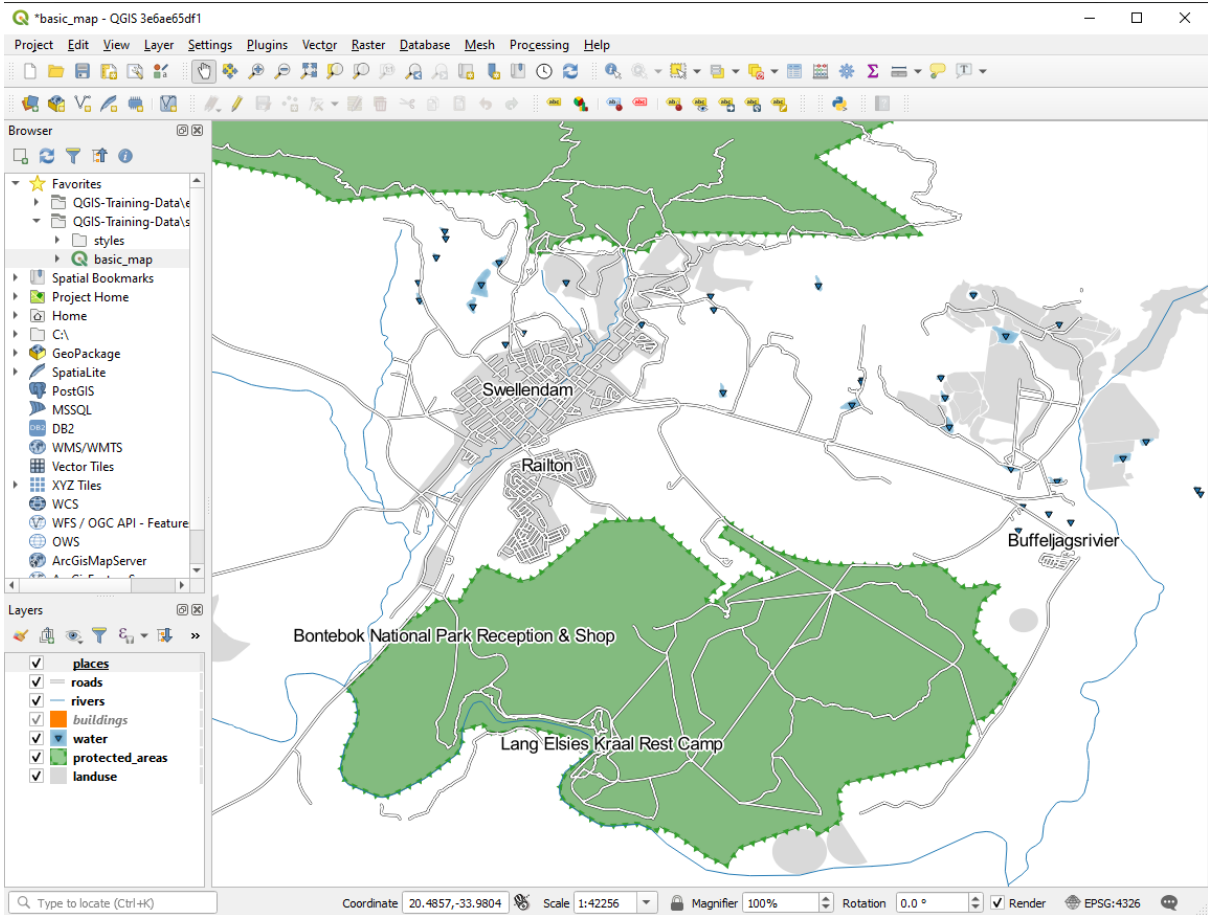 *basic_map - QGIS 3e6ae65df1
Project Edit View Layer Settings Plugins Vector Raster Database Mesh Processing Help
Browser
Favorites
QGIS-Training-Data\e
QGIS-Training-Data\s
styles
basic_map
Spatial Bookmarks
Project Home
Home
C:\
GeoPackage
SpatiaLite
PostGIS
MSSQL
DB2
WMS/WMTS
Vector Tiles
XYZ Tiles
WCS
WFS / OGC API - Feature
OWS
ArcGisMapServer
Layers
places
roads
rivers
buildings
water
protected_areas
landuse
Swellendam
Railton
Buffeljagsrivier
Bontebok National Park Reception & Shop
Lang Elsies Kraal Rest Camp
Type to locate (Ctrl+K) Coordinate 20.4857,-33.9804 Scale 1:42256 Magnifier 100% Rotation 0.0 ° Render EPSG:4326